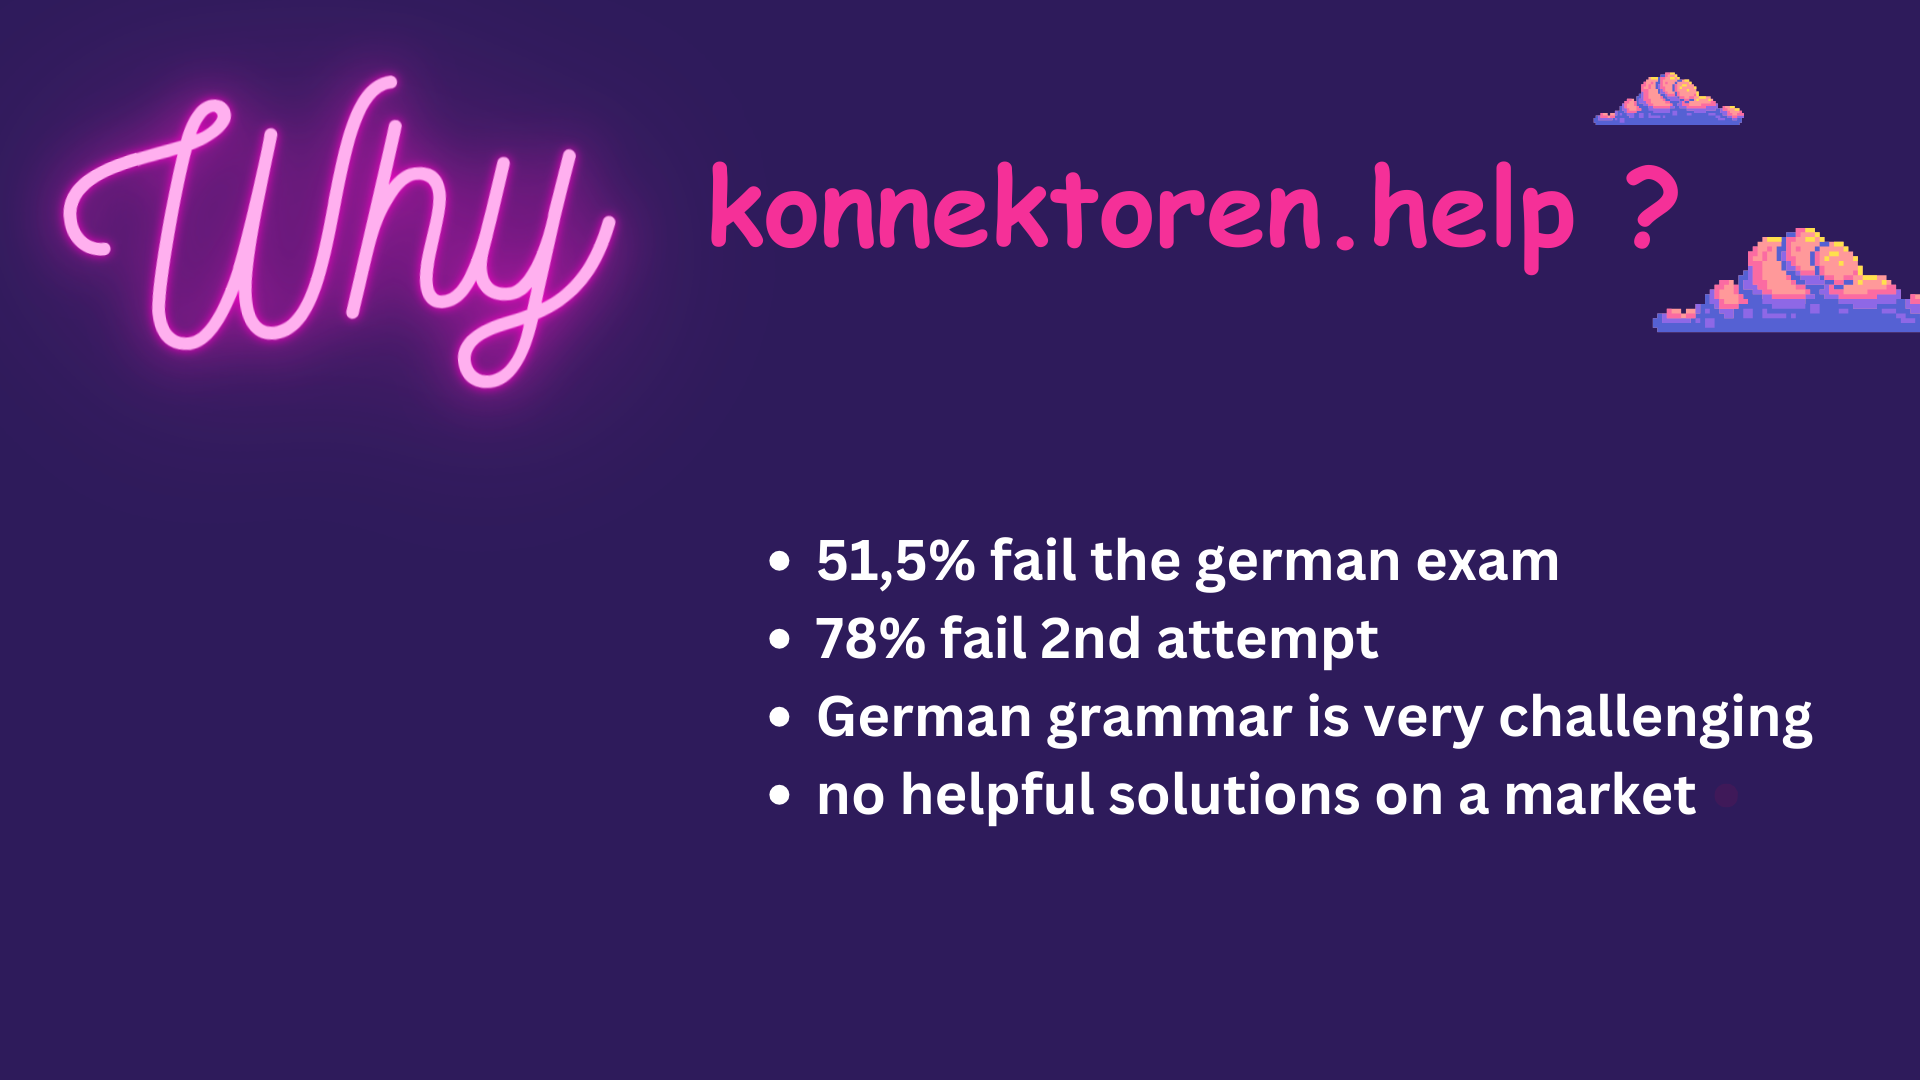 Why
konnektoren.help ?
• 51,5% fail the german exam
• 78% fail 2nd attempt
• German grammar is very challenging
• no helpful solutions on a market